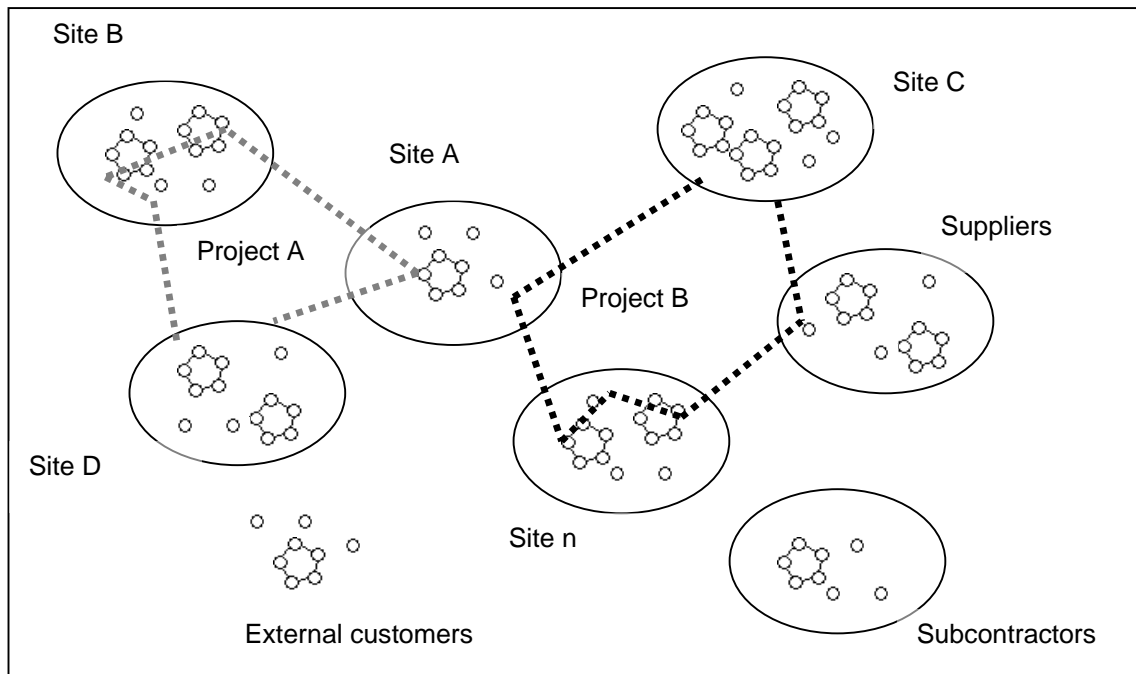 Site B
Site C
Site A
Suppliers
Project A
Project B
Site D
Site n
External customers
Subcontractors